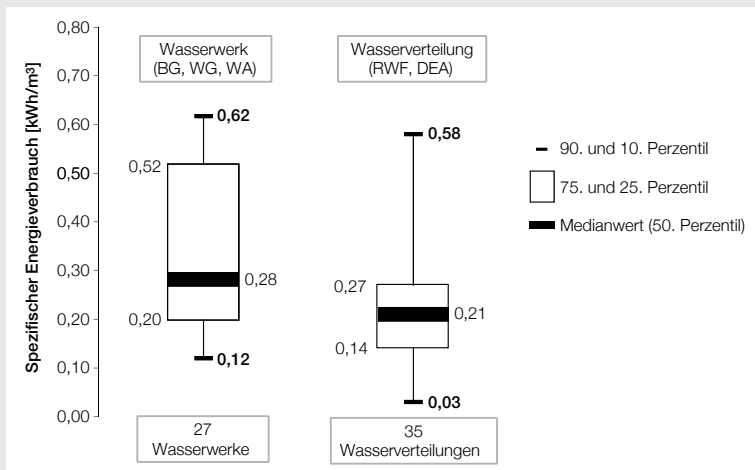 Spezifischer Energieverbrauch [kWh/m³]
0,80
0,70
0,60
0,50
0,40
0,30
0,20
0,10
0,00
Wasserwerk
(BG, WG, WA)
0,62
0,52
0,28
0,20
0,12
27
Wasserwerke
Wasserverteilung
(RWF, DEA)
0,58
0,27
0,21
0,14
0,03
35
Wasserverteilungen
90. und 10. Perzentil
75. und 25. Perzentil
Medianwert (50. Perzentil)